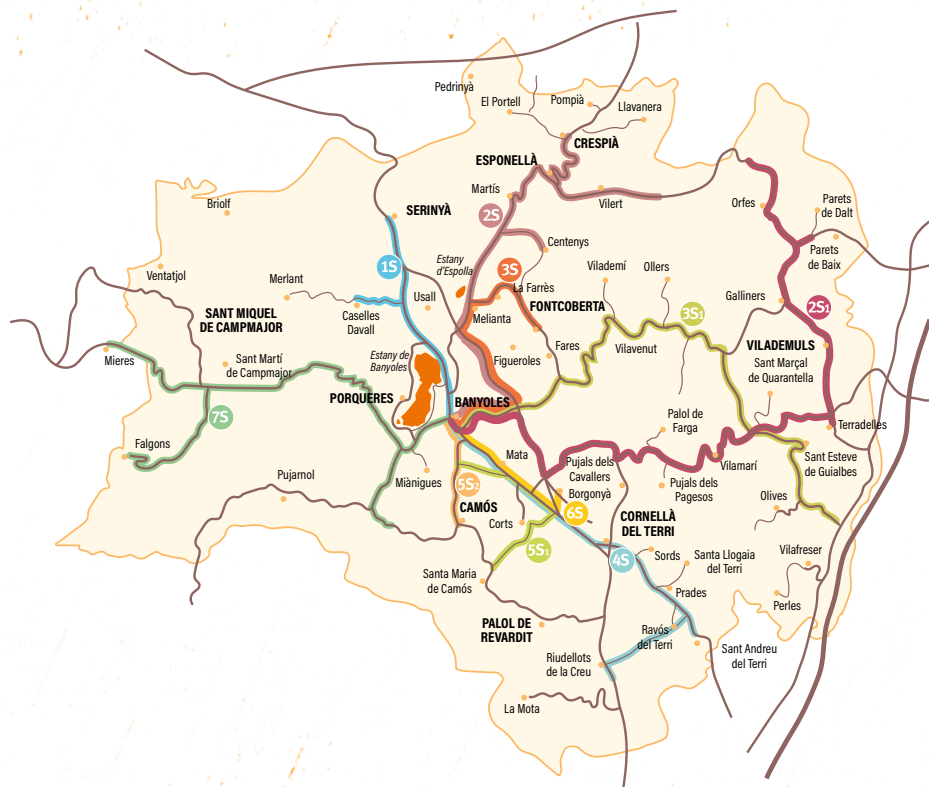 Pedrinyà
El Portell
Pompià
Llavanera
CRESPIÀ
ESPONELLÀ
Martís
Vilert
2S
Briolf
SERINYÀ
Orfes
Parets
de Dalt
Parets
de Baix
Centenys
Estany
d'Espolla
1S
3S
Ventatjol
Merlant
Usall
La Farrès
Vilademí
Ollers
FONTCOBERTA
Galliners
2S1
3S1
Caselles
Davall
Melianta
SANT MIQUEL
DE CAMPMAJOR
Mieres
Sant Martí
de Campmajor
Estany de
Banyoles
Figueroles
Fares
Vilavenut
VILADEMULS
Sant Marçal
de Quarantella
PORQUERES
BANYOLES
7S
Palol de
Farga
Terradelles
Falgons
Mata
Pujals dels
Cavallers
Vilamarí
Sant Esteve
de Guialbes
Pujarnol
Miànigues
5S2
Borgonyà
Pujals dels
Pagesos
Olives
CAMÓS
Corts
6S
CORNELLÀ
DEL TERRI
5S1
4S
Sords
Santa Llogaia
del Terri
Vilafreser
Santa Maria
de Camós
Prades
Perles
PALOL DE
REVARDIT
Ravós
del Terri
Sant Andreu
del Terri
Riudellots
de la Creu
La Mota